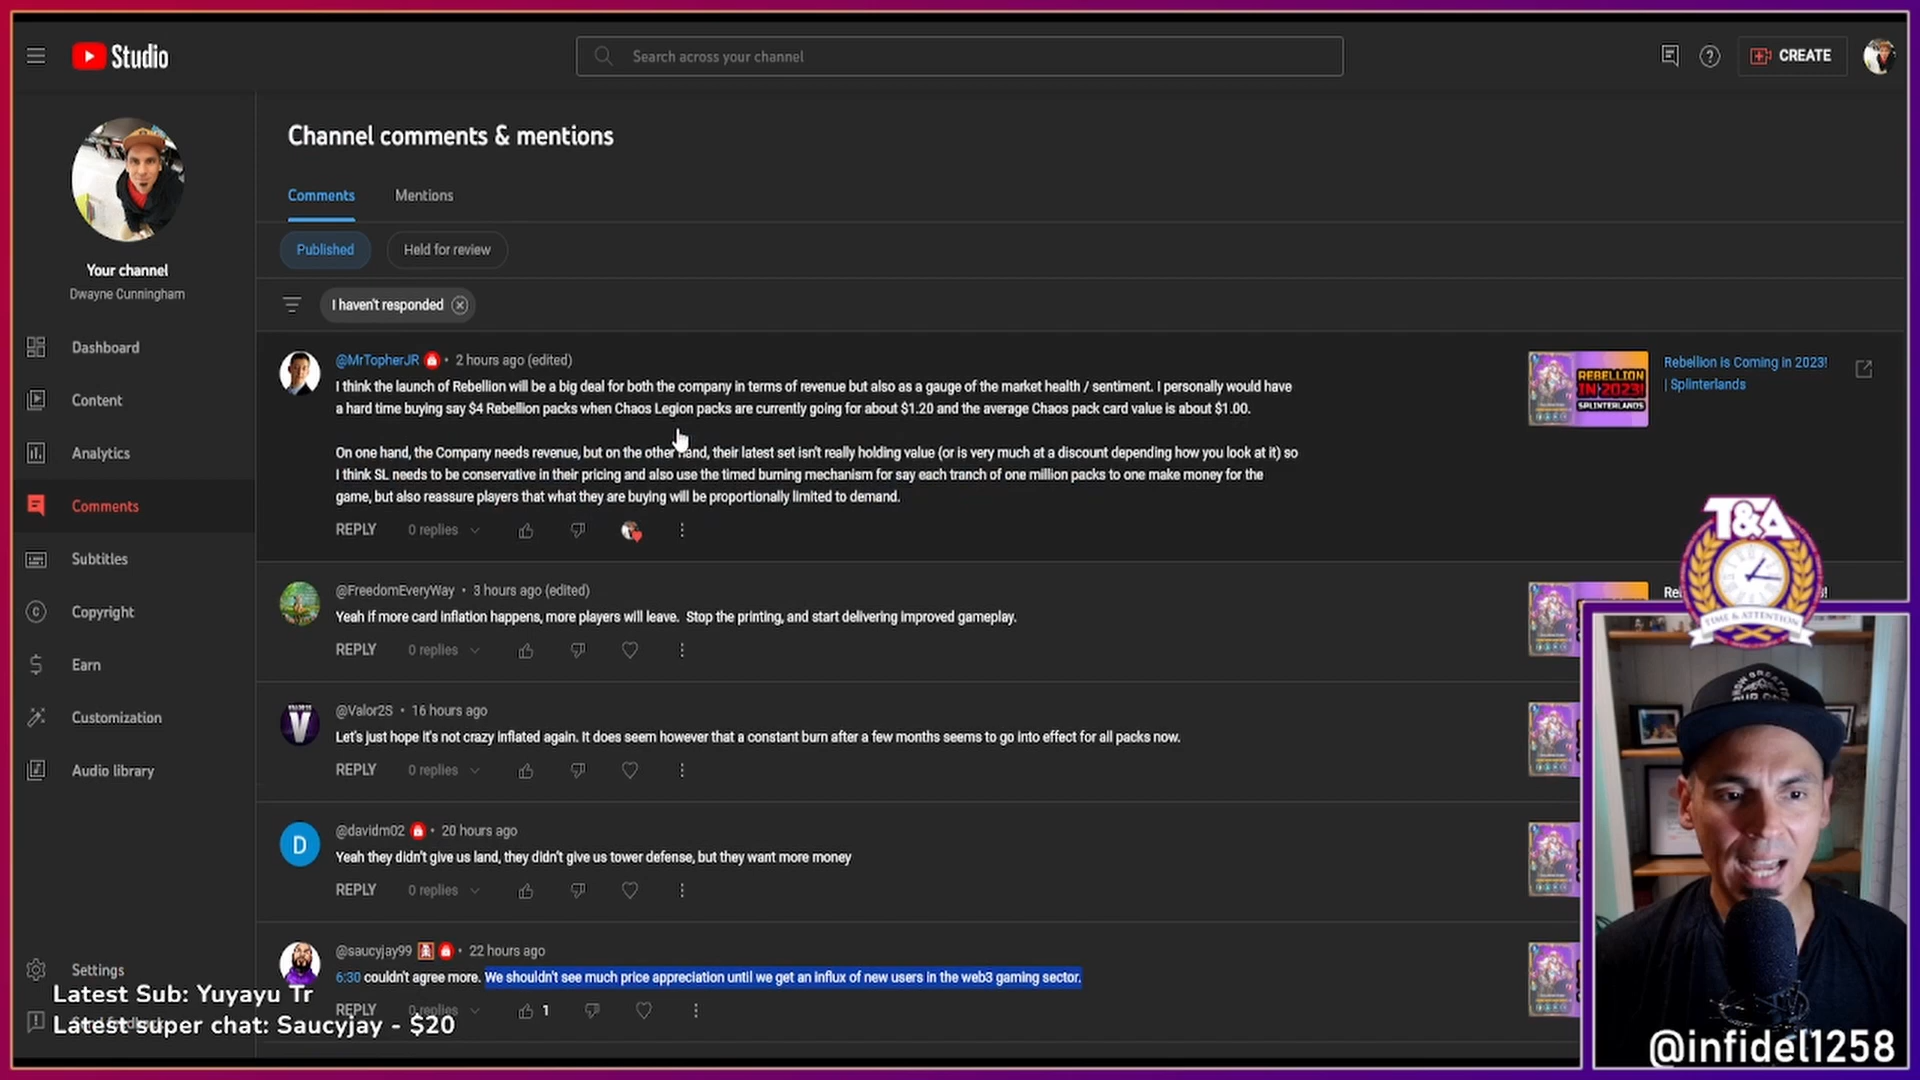 Studio
Search across your channel
CREATE
Your channel
Dwayne Cunningham
Dashboard
Content
Analytics
Comments
Subtitles
Copyright
Earn
Customization
Audio library
Settings
Channel comments & mentions
Comments
Mentions
Published
Held for review
I haven't responded
@MrTopherJR • 2 hours ago (edited)
I think the launch of Rebellion will be a big deal for both the company in terms of revenue but also as a gauge of the market health / sentiment. I personally would have
a hard time buying say $4 Rebellion packs when Chaos Legion packs are currently going for about $1.20 and the average Chaos pack card value is about $1.00.
On one hand, the Company needs revenue, but on the other hand, their latest set isn't really holding value (or is very much at a discount depending how you look at it) so
I think SL needs to be conservative in their pricing and also use the timed burning mechanism for say each tranch of one million packs to one make money for the
game, but also reassure players that what they are buying will be proportionally limited to demand.
REPLY
0 replies
REBELLION
IN 2023!
SPLINTERLANDS
Rebellion is Coming in 2023!
| Splinterlands
@FreedomEveryWay • 3 hours ago (edited)
Yeah if more card inflation happens, more players will leave. Stop the printing, and start delivering improved gameplay.
REPLY
0 replies
@Valor2S • 16 hours ago
Let's just hope it's not crazy inflated again. It does seem however that a constant burn after a few months seems to go into effect for all packs now.
REPLY
0 replies
D
@davidm02 • 20 hours ago
Yeah they didn't give us land, they didn't give us tower defense, but they want more money
REPLY
0 replies
@saucyjay99 • 22 hours ago
6:30 couldn't agree more. We shouldn't see much price appreciation until we get an influx of new users in the web3 gaming sector.
REPLY
0 replies
1
Latest Sub: Yuyayu Tr
Latest super chat: Saucyjay - $20
T&A
TIME & ATTENTION
@infidel1258